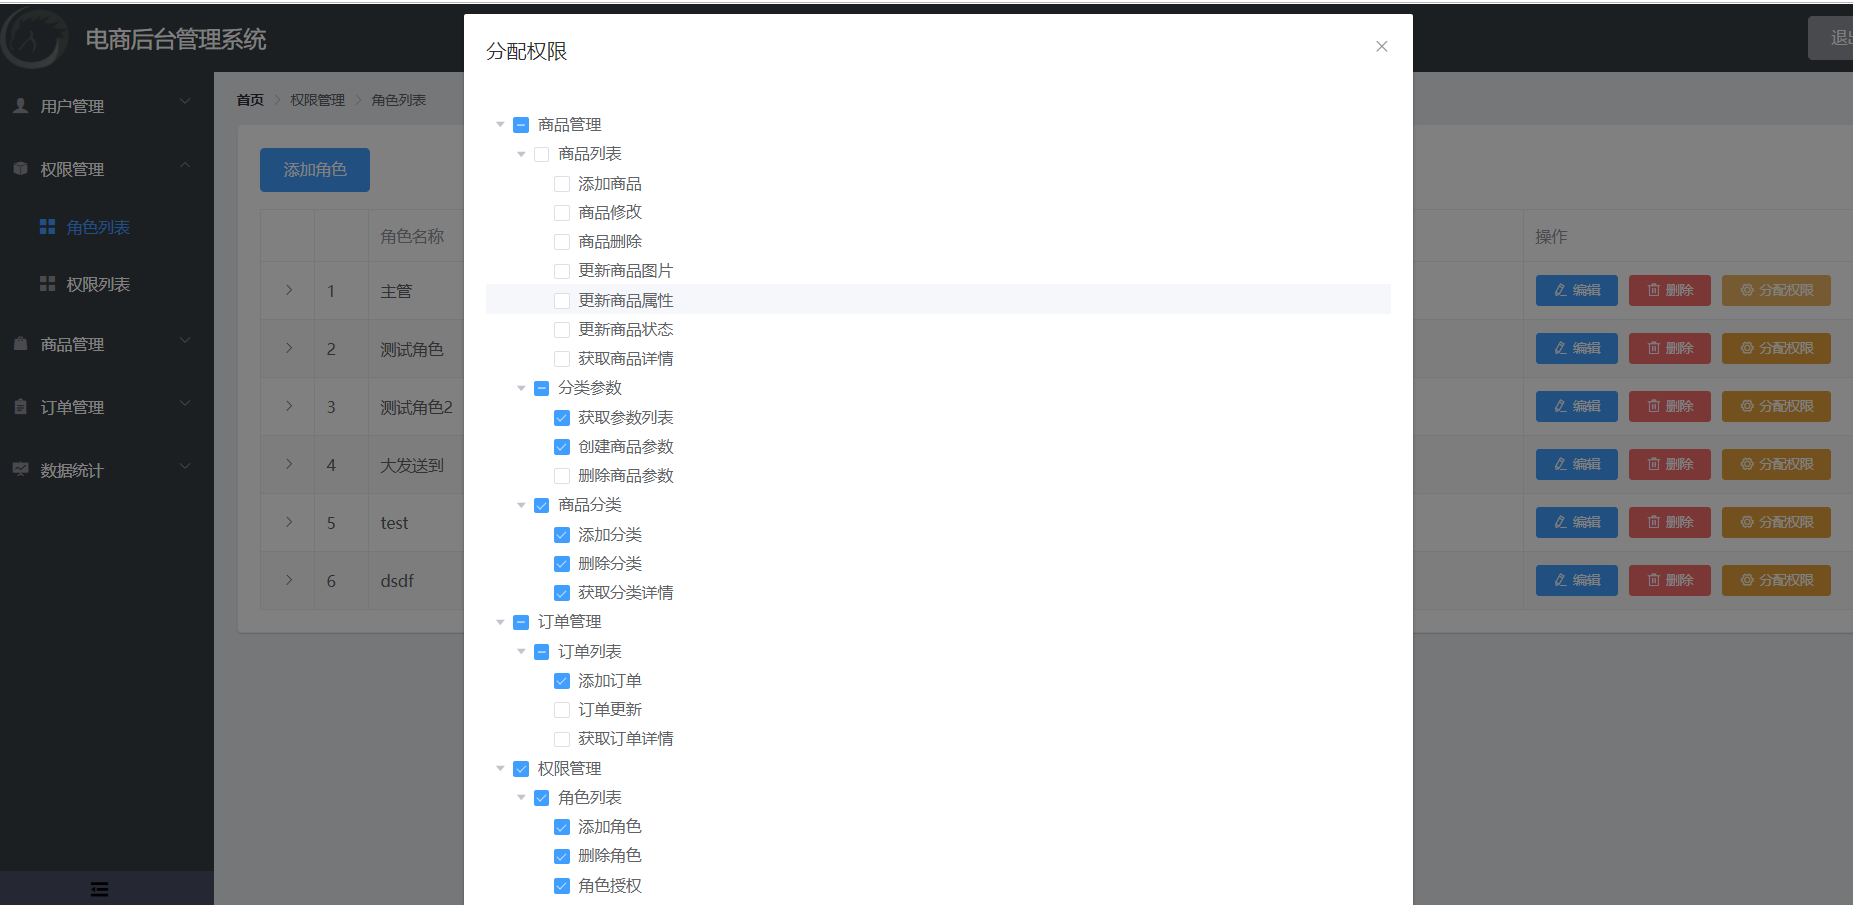 电商后台管理系统
用户管理
权限管理
角色列表
权限列表
商品管理
订单管理
数据统计
首页 权限管理 角色列表
添加角色
角色名称
操作
1 主管 编辑 删除 分配权限
2 测试角色 编辑 删除 分配权限
3 测试角色2 编辑 删除 分配权限
4 大发送到 编辑 删除 分配权限
5 test 编辑 删除 分配权限
6 dsdf 编辑 删除 分配权限
分配权限
商品管理
商品列表
添加商品
商品修改
商品删除
更新商品图片
更新商品属性
更新商品状态
获取商品详情
分类参数
获取参数列表
创建商品参数
删除商品参数
商品分类
添加分类
删除分类
获取分类详情
订单管理
订单列表
添加订单
订单更新
获取订单详情
权限管理
角色列表
添加角色
删除角色
角色授权
退